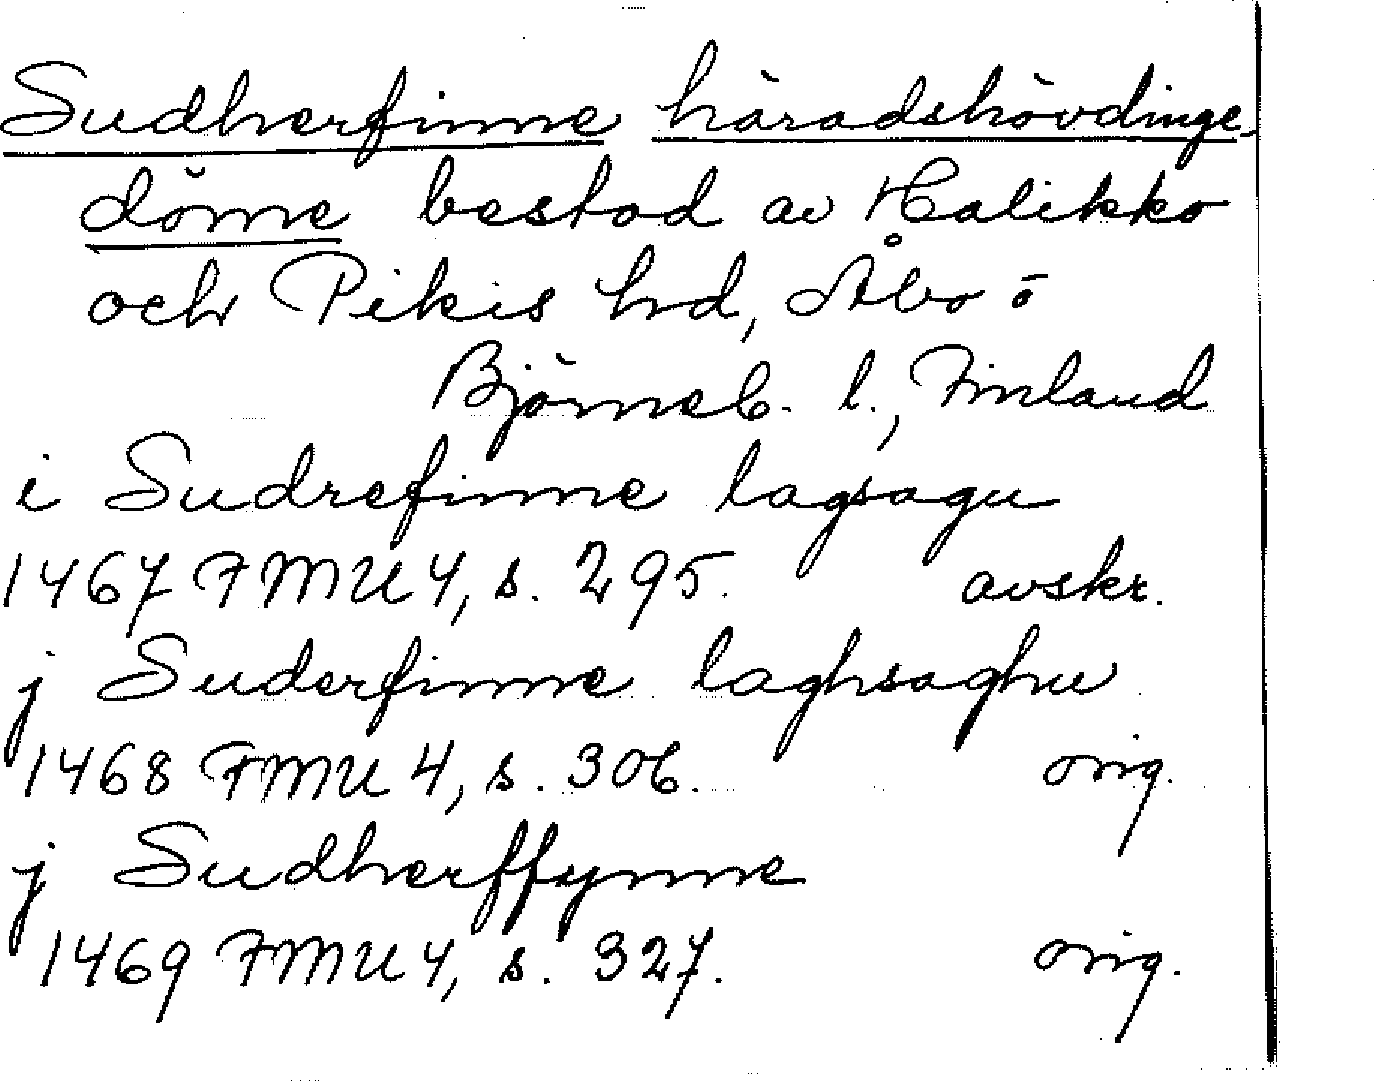 Sudherfinne häradshövdinge-
döme bestod av Halikko
och Pikis hd, Åbo o
Björneb. l., Finland
i Sudrefinne lagsagu
1467 FMU 4, s. 295. avskr.
j Suderfinne laghsaghu
1468 FMU 4, s. 306. orig.
j Sudherffynne
1469 FMU 4, s. 327. orig.